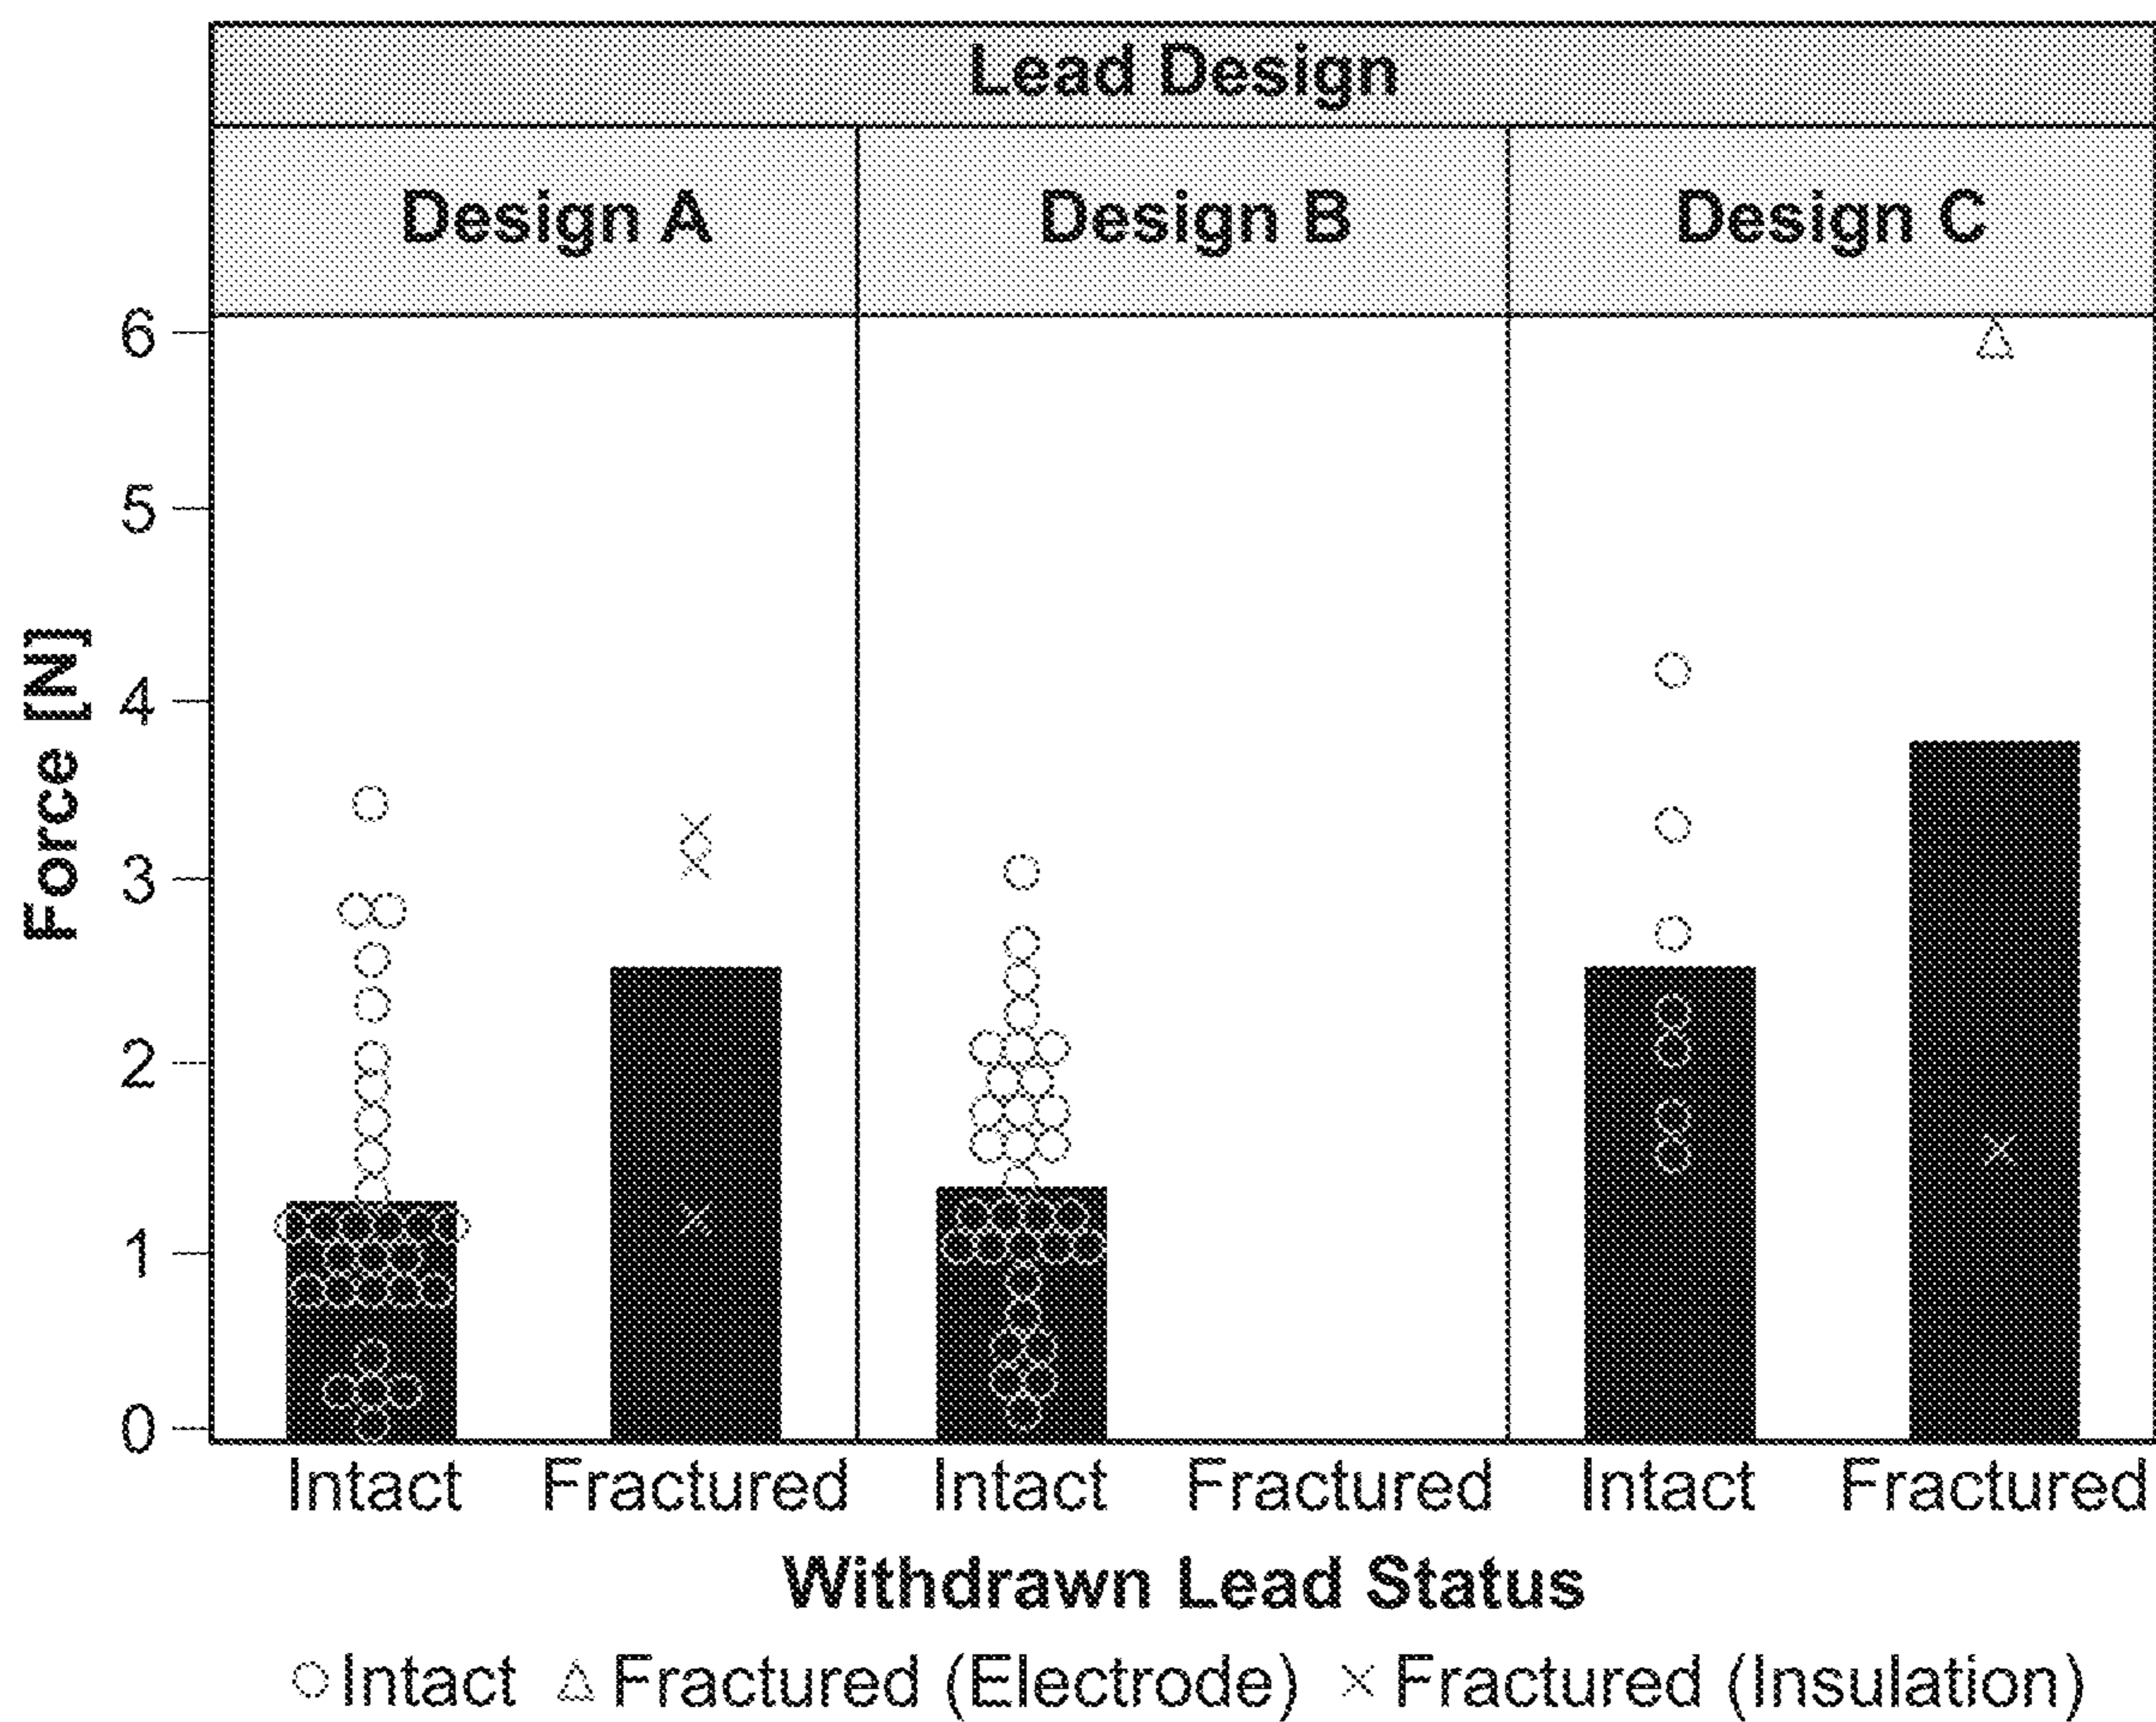 Lead Design
Design A Design B Design C
6
5
4
3
2
1
0
Force [N]
Intact Fractured Intact Fractured Intact Fractured
Withdrawn Lead Status
Intact Fractured (Electrode) Fractured (Insulation)